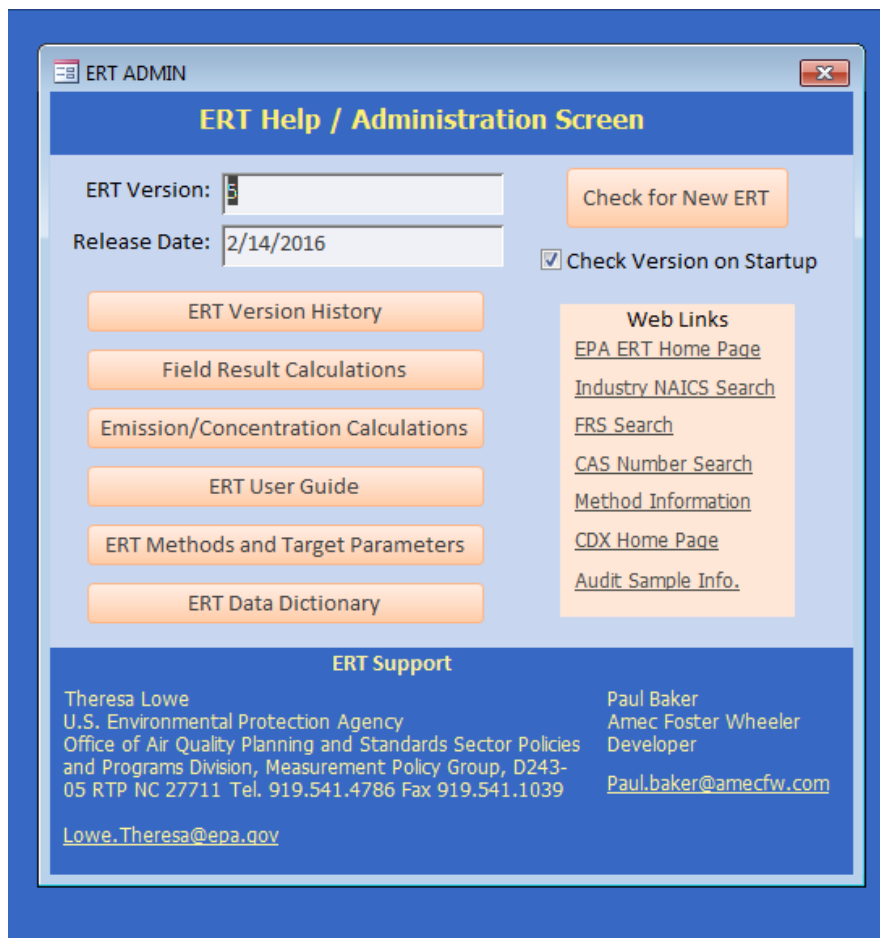 ERT ADMIN
ERT Help / Administration Screen
ERT Version: 5
Check for New ERT
Release Date: 2/14/2016
Check Version on Startup
ERT Version History
Field Result Calculations
Emission/Concentration Calculations
ERT User Guide
ERT Methods and Target Parameters
ERT Data Dictionary
Web Links
EPA ERT Home Page
Industry NAICS Search
FRS Search
CAS Number Search
Method Information
CDX Home Page
Audit Sample Info.
ERT Support
Theresa Lowe
U.S. Environmental Protection Agency
Office of Air Quality Planning and Standards Sector Policies
and Programs Division, Measurement Policy Group, D243-
05 RTP NC 27711 Tel. 919.541.4786 Fax 919.541.1039
Lowe.Theresa@epa.gov
Paul Baker
Amec Foster Wheeler
Developer
Paul.baker@amecfw.com